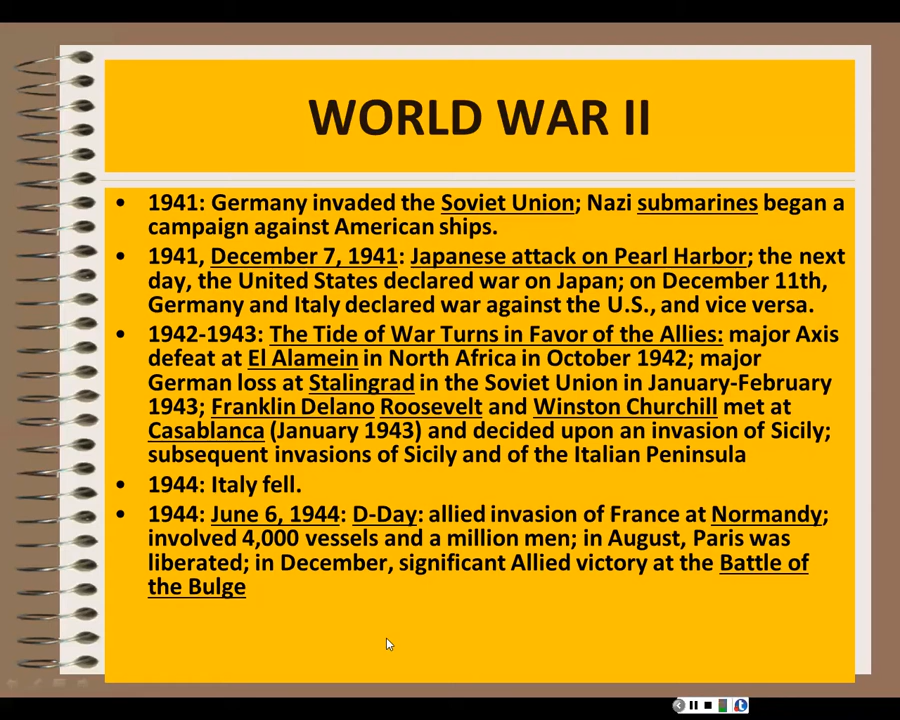 WORLD WAR II
• 1941: Germany invaded the Soviet Union; Nazi submarines began a
campaign against American ships.
• 1941, December 7, 1941: Japanese attack on Pearl Harbor; the next
day, the United States declared war on Japan; on December 11th,
Germany and Italy declared war against the U.S., and vice versa.
• 1942-1943: The Tide of War Turns in Favor of the Allies: major Axis
defeat at El Alamein in North Africa in October 1942; major
German loss at Stalingrad in the Soviet Union in January-February
1943; Franklin Delano Roosevelt and Winston Churchill met at
Casablanca (January 1943) and decided upon an invasion of Sicily;
subsequent invasions of Sicily and of the Italian Peninsula
• 1944: Italy fell.
• 1944: June 6, 1944: D-Day: allied invasion of France at Normandy;
involved 4,000 vessels and a million men; in August, Paris was
liberated; in December, significant Allied victory at the Battle of
the Bulge